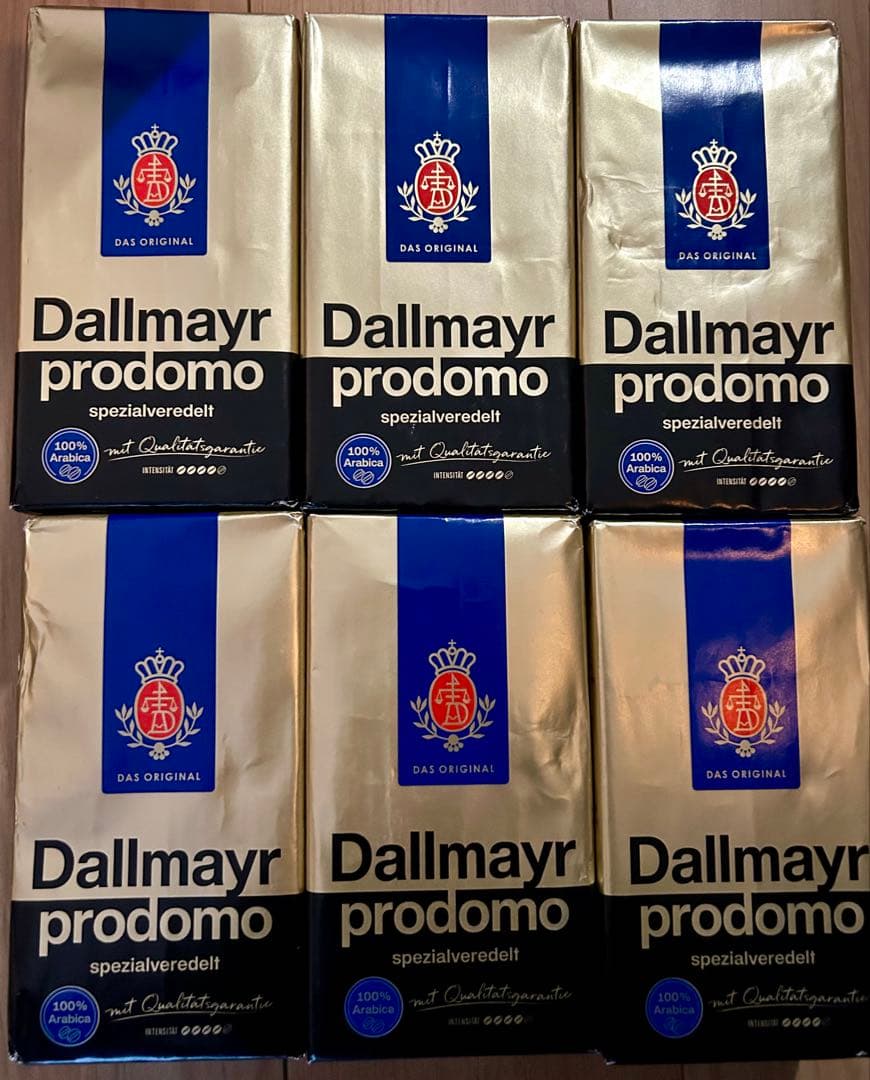 DAS ORIGINAL
Dallmayr
prodomo
spezialveredelt
100%
Arabica
mit Qualitätsgarantie
INTENSITÄT
DAS ORIGINAL
Dallmayr
prodomo
spezialveredelt
100%
Arabica
mit Qualitätsgarantie
INTENSITÄT
DAS ORIGINAL
Dallmayr
prodomo
spezialveredelt
100%
Arabica
mit Qualitätsgarantie
INTENSITÄT
DAS ORIGINAL
Dallmayr
prodomo
spezialveredelt
100%
Arabica
mit Qualitätsgarantie
INTENSITÄT
DAS ORIGINAL
Dallmayr
prodomo
spezialveredelt
100%
Arabica
mit Qualitätsgarantie
INTENSITÄT
DAS ORIGINAL
Dallmayr
prodomo
spezialveredelt
100%
Arabica
mit Qualitätsgarantie
INTENSITÄT